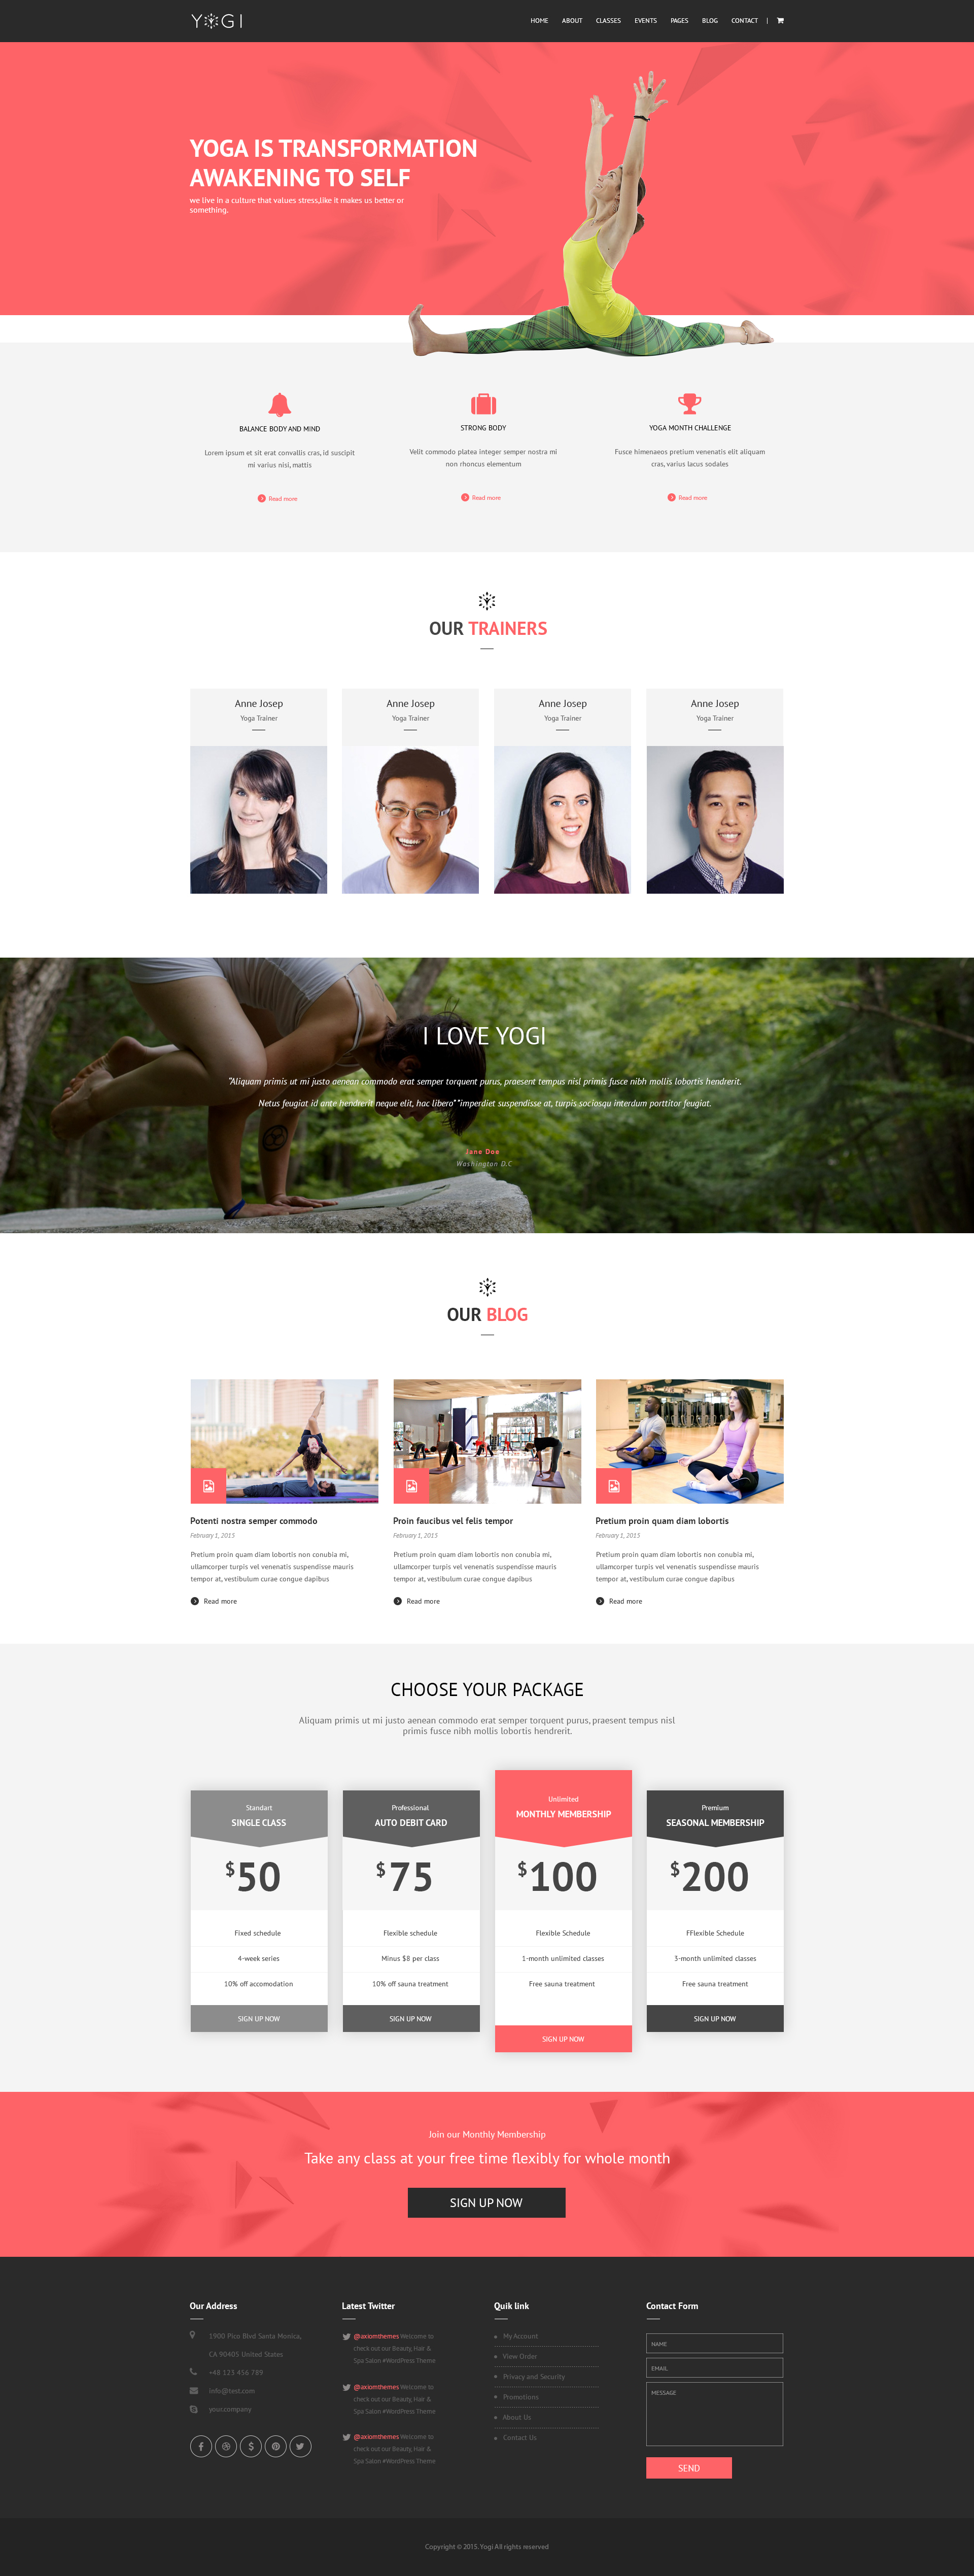 YOGI
HOME ABOUT CLASSES EVENTS PAGES BLOG CONTACT |
YOGA IS TRANSFORMATION
AWAKENING TO SELF
we live in a culture that values stress,like it makes us better or
something.
BALANCE BODY AND MIND
Lorem ipsum et sit erat convallis cras, id suscipit
mi varius nisi, mattis
Read more
STRONG BODY
Velit commodo platea integer semper nostra mi
non rhoncus elementum
Read more
YOGA MONTH CHALLENGE
Fusce himenaeos pretium venenatis elit aliquam
cras, varius lacus sodales
Read more
OUR TRAINERS
Anne Josep
Yoga Trainer
Anne Josep
Yoga Trainer
Anne Josep
Yoga Trainer
Anne Josep
Yoga Trainer
I LOVE YOGI
"Aliquam primis ut mi justo aenean commodo erat semper torquent purus, praesent tempus nisl primis fusce nibh mollis lobortis hendrerit.
Netus feugiat id ante hendrerit neque elit, hac libero" "imperdiet suspendisse at, turpis sociosqu interdum porttitor feugiat.
Jane Doe
Washington D.C
OUR BLOG
Potenti nostra semper commodo
February 1, 2015
Pretium proin quam diam lobortis non conubia mi,
ullamcorper turpis vel venenatis suspendisse mauris
tempor at, vestibulum curae congue dapibus
Read more
Proin faucibus vel felis tempor
February 1, 2015
Pretium proin quam diam lobortis non conubia mi,
ullamcorper turpis vel venenatis suspendisse mauris
tempor at, vestibulum curae congue dapibus
Read more
Pretium proin quam diam lobortis
February 1, 2015
Pretium proin quam diam lobortis non conubia mi,
ullamcorper turpis vel venenatis suspendisse mauris
tempor at, vestibulum curae congue dapibus
Read more
CHOOSE YOUR PACKAGE
Aliquam primis ut mi justo aenean commodo erat semper torquent purus, praesent tempus nisl
primis fusce nibh mollis lobortis hendrerit.
Standart
SINGLE CLASS
$50
Fixed schedule
4-week series
10% off accomodation
SIGN UP NOW
Professional
AUTO DEBIT CARD
$75
Flexible schedule
Minus $8 per class
10% off sauna treatment
SIGN UP NOW
Unlimited
MONTHLY MEMBERSHIP
$100
Flexible Schedule
1-month unlimited classes
Free sauna treatment
SIGN UP NOW
Premium
SEASONAL MEMBERSHIP
$200
FFlexible Schedule
3-month unlimited classes
Free sauna treatment
SIGN UP NOW
Join our Monthly Membership
Take any class at your free time flexibly for whole month
SIGN UP NOW
Our Address
1900 Pico Blvd Santa Monica,
CA 90405 United States
+48 123 456 789
info@test.com
your.company
Latest Twitter
@axiomthemes Welcome to
check out our Beauty, Hair &
Spa Salon #WordPress Theme
@axiomthemes Welcome to
check out our Beauty, Hair &
Spa Salon #WordPress Theme
@axiomthemes Welcome to
check out our Beauty, Hair &
Spa Salon #WordPress Theme
Quik link
My Account
View Order
Privacy and Security
Promotions
About Us
Contact Us
Contact Form
NAME
EMAIL
MESSAGE
SEND
Copyright © 2015. Yogi All rights reserved